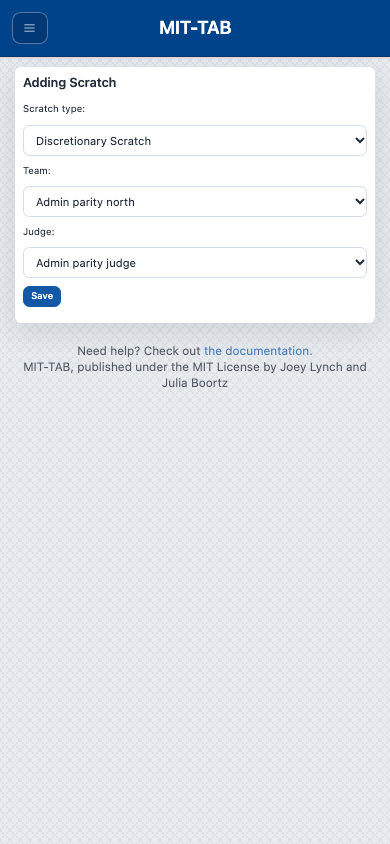 MIT-TAB
Adding Scratch
Scratch type:
Discretionary Scratch
Team:
Admin parity north
Judge:
Admin parity judge
Save
Need help? Check out the documentation.
MIT-TAB, published under the MIT License by Joey Lynch and
Julia Boortz